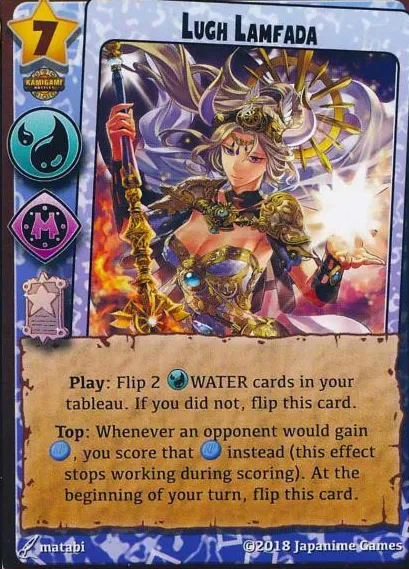 7
LUGH LAMFADA
KAMIGAMI
BATTLES
M
Play: Flip 2 WATER cards in your
tableau. If you did not, flip this card.
Top: Whenever an opponent would gain
, you score that instead (this effect
stops working during scoring). At the
beginning of your turn, flip this card.
matabi
©2018 Japanime Games